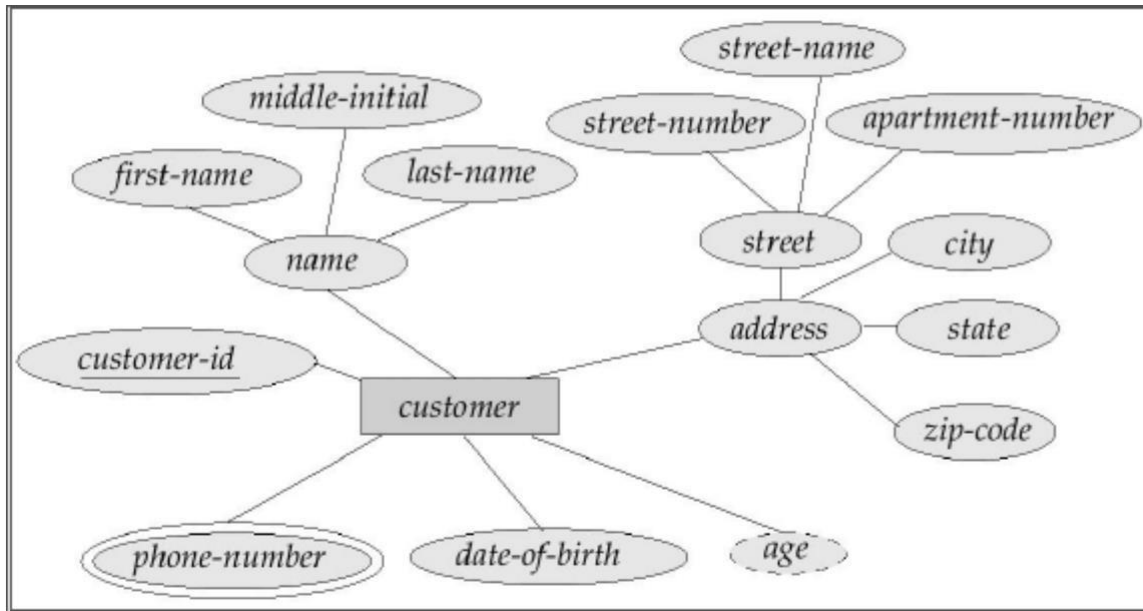 street-name
middle-initial
street-number
apartment-number
first-name
last-name
street
city
name
address
state
customer-id
customer
zip-code
phone-number
date-of-birth
age